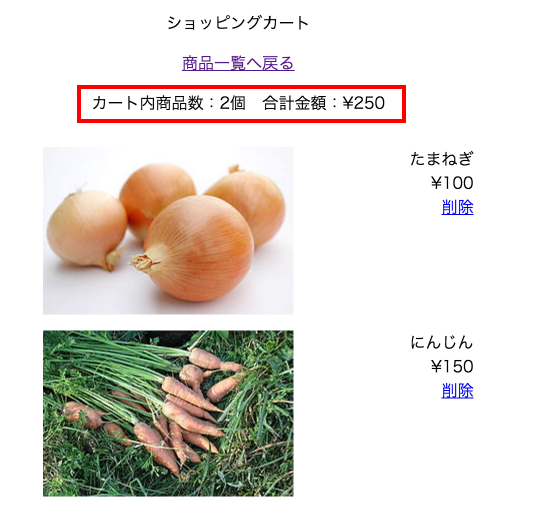 ショッピングカート
商品一覧へ戻る
カート内商品数：2個　合計金額：¥250
たまねぎ
¥100
削除
にんじん
¥150
削除